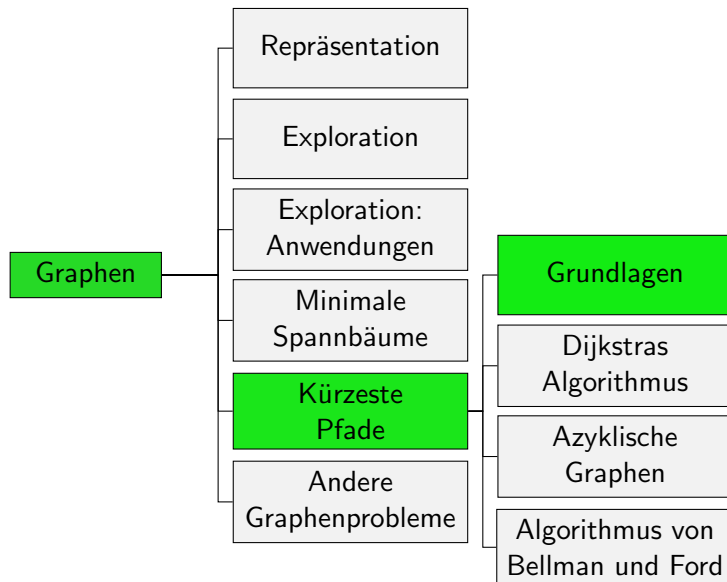 Graphen
Repräsentation
Exploration
Exploration:
Anwendungen
Minimale
Spannbäume
Kürzeste
Pfade
Andere
Graphenprobleme
Grundlagen
Dijkstras
Algorithmus
Azyklische
Graphen
Algorithmus von
Bellman und Ford